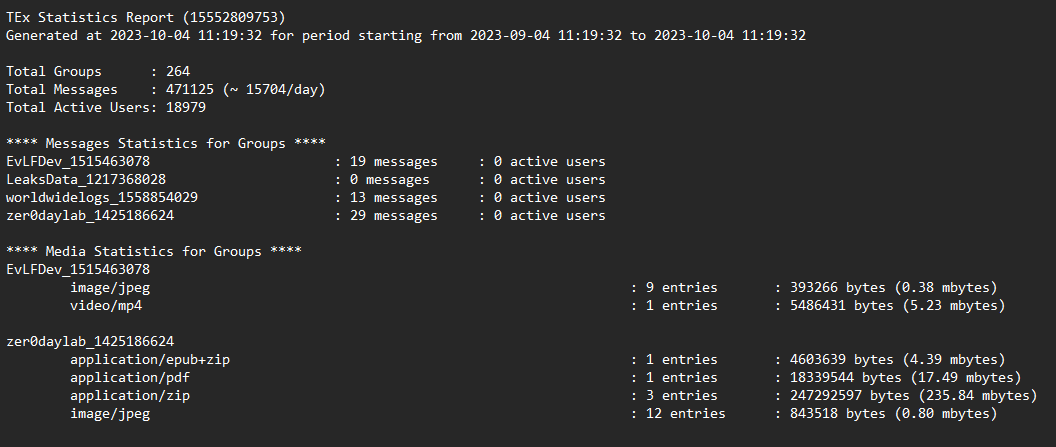 TEx Statistics Report (15552809753)
Generated at 2023-10-04 11:19:32 for period starting from 2023-09-04 11:19:32 to 2023-10-04 11:19:32
Total Groups : 264
Total Messages : 471125 (~ 15704/day)
Total Active Users: 18979
**** Messages Statistics for Groups ****
EvLFDev_1515463078 : 19 messages : 0 active users
LeaksData_1217368028 : 0 messages : 0 active users
worldwidelogs_1558854029 : 13 messages : 0 active users
zer0daylab_1425186624 : 29 messages : 0 active users
**** Media Statistics for Groups ****
EvLFDev_1515463078
image/jpeg : 9 entries : 393266 bytes (0.38 mbytes)
video/mp4 : 1 entries : 5486431 bytes (5.23 mbytes)
zer0daylab_1425186624
application/epub+zip : 1 entries : 4603639 bytes (4.39 mbytes)
application/pdf : 1 entries : 18339544 bytes (17.49 mbytes)
application/zip : 3 entries : 247292597 bytes (235.84 mbytes)
image/jpeg : 12 entries : 843518 bytes (0.80 mbytes)